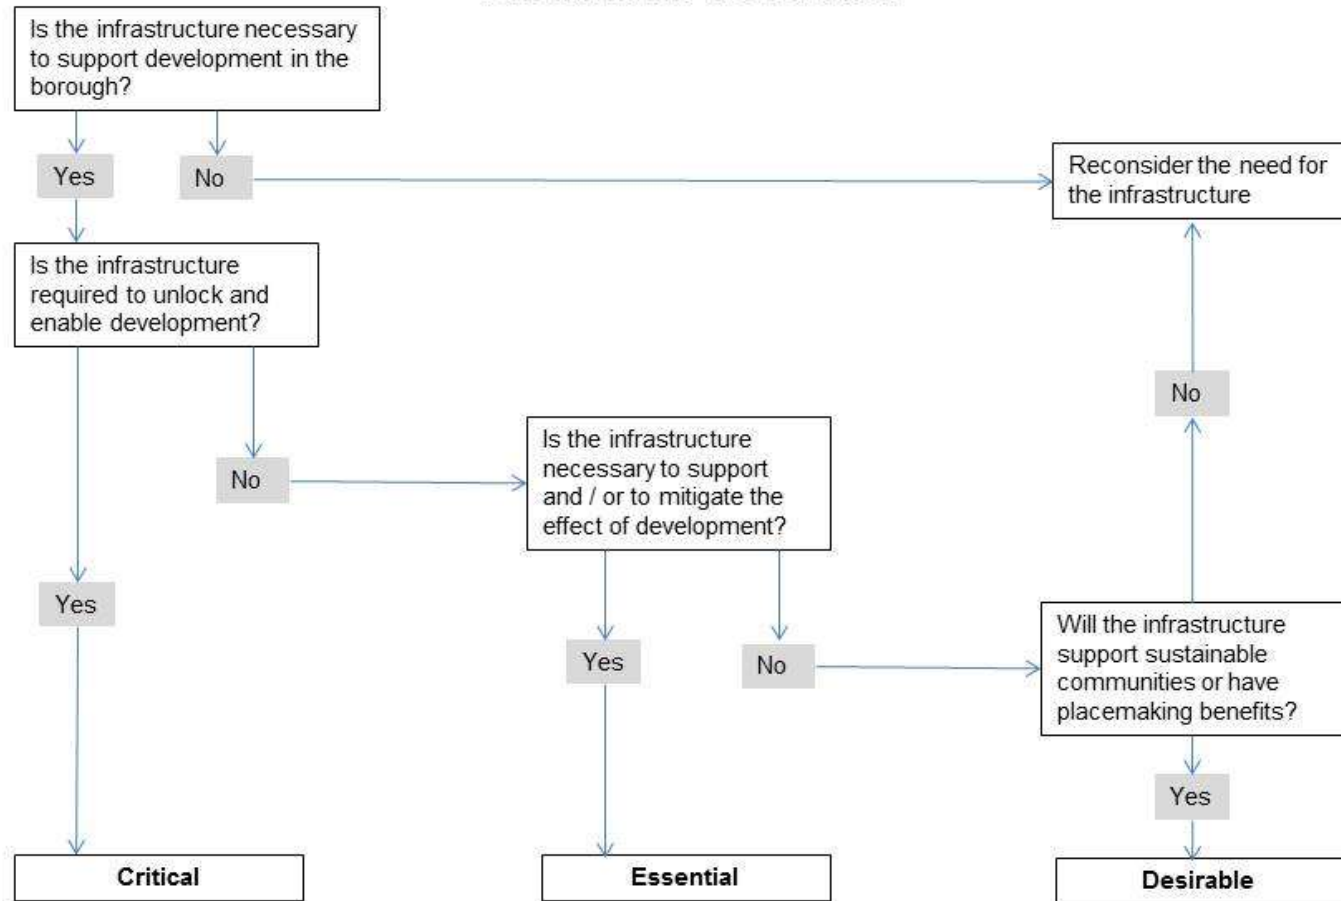 Is the infrastructure necessary
to support development in the
borough?
Yes
No
Reconsider the need for
the infrastructure
Is the infrastructure
required to unlock and
enable development?
No
No
Is the infrastructure
necessary to support
and / or to mitigate the
effect of development?
Yes
Yes
No
Will the infrastructure
support sustainable
communities or have
placemaking benefits?
Yes
Critical
Essential
Desirable